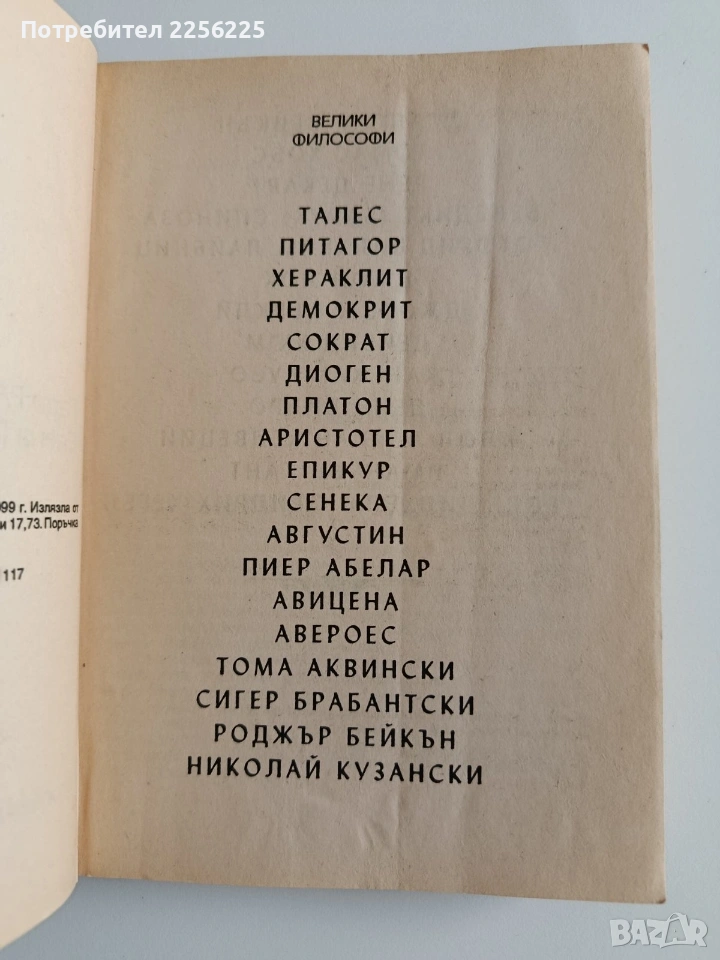 Потребител 2256225
ВЕЛИКИ
ФИЛОСОФИ
ТАЛЕС
ПИТАГОР
ХЕРАКЛИТ
ДЕМОКРИТ
СОКРАТ
ДИОГЕН
ПЛАТОН
АРИСТОТЕЛ
ЕПИКУР
СЕНЕКА
АВГУСТИН
ПИЕР АБЕЛАР
АВИЦЕНА
АВЕРОЕС
ТОМА АКВИНСКИ
СИГЕР БРАБАНТСКИ
РОДЖЪР БЕЙКЪН
НИКОЛАЙ КУЗАНСКИ
99 г. Излязла от
и 17,73. Поръчка
117
BAZAR